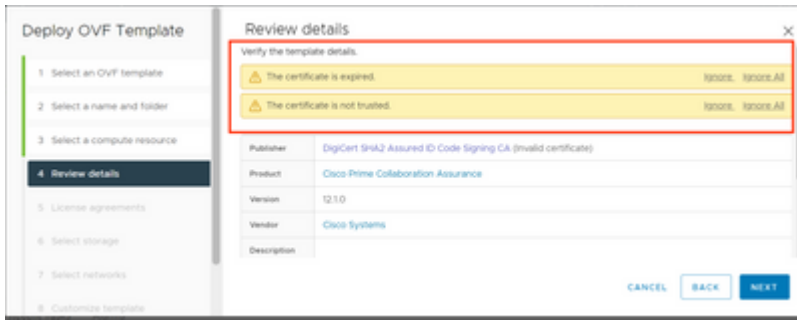 Deploy OVF Template
1 Select an OVF template
2 Select a name and folder
3 Select a compute resource
4 Review details
5 License agreements
6 Select storage
7 Select networks
8 Customize template
Review details
Verify the template details.
The certificate is expired. Ignore Ignore All
The certificate is not trusted. Ignore Ignore All
Publisher DigiCert SHA2 Assured ID Code Signing CA (Invalid certificate)
Product Cisco Prime Collaboration Assurance
Version 12.1.0
Vendor Cisco Systems
Description
CANCEL BACK NEXT